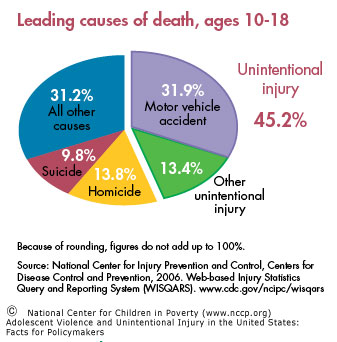 Leading causes of death, ages 10-18
31.2%
All other
causes
31.9%
Motor vehicle
accident
Unintentional
injury
45.2%
9.8%
Suicide
13.8%
Homicide
13.4%
Other
unintentional
injury
Because of rounding, figures do not add up to 100%.
Source: National Center for Injury Prevention and Control, Centers for
Disease Control and Prevention, 2006. Web-based Injury Statistics
Query and Reporting System (WISQARS). www.cdc.gov/ncipc/wisqars
© National Center for Children in Poverty (www.nccp.org)
Adolescent Violence and Unintentional Injury in the United States:
Facts for Policymakers